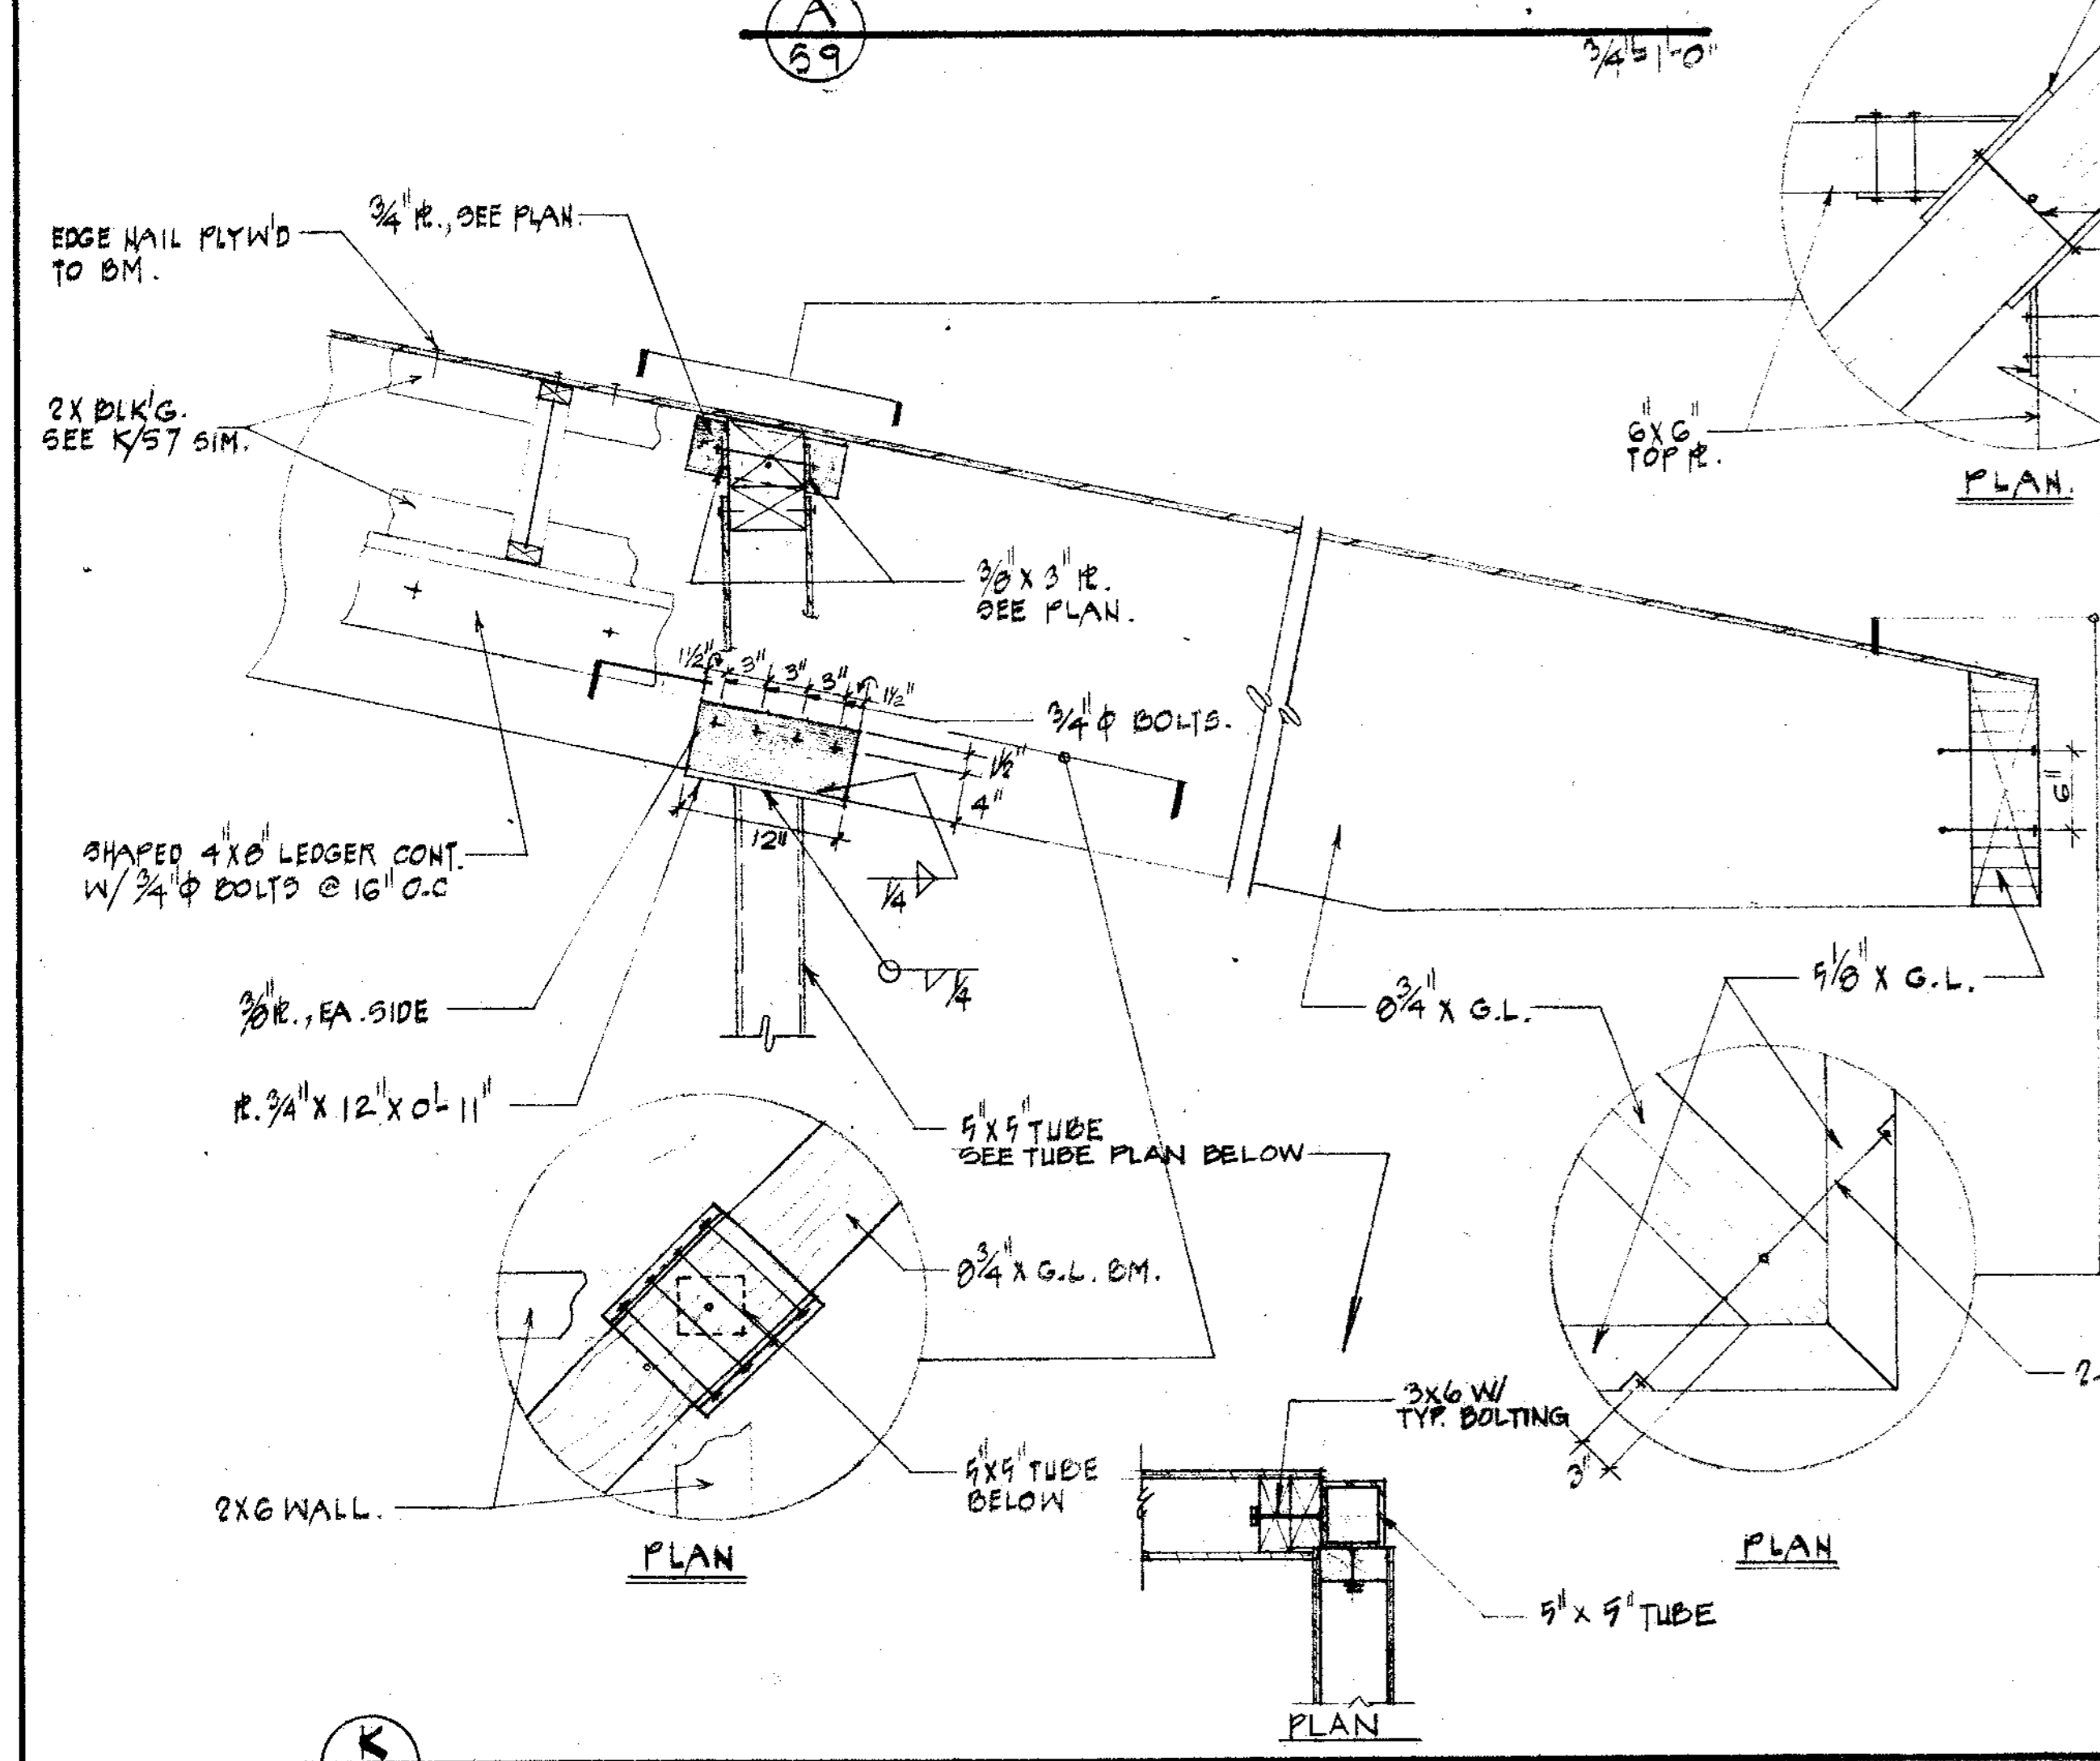 A
59
3/4"=1'-0"
EDGE NAIL PLYW'D
TO BM.
3/4" PL., SEE PLAN.
2X BLK'G.
SEE K/57 SIM.
6"X6"
TOP PL.
PLAN.
3/8" X 3" PL.
SEE PLAN.
1 1/2"
3"
3"
3"
1 1/2"
3/4" φ BOLTS.
1 1/2"
4"
12"
6"
SHAPED 4"X8" LEDGER CONT.
W/ 3/4" φ BOLTS @ 16" O.C
1/4
1/4
3/8" PL., EA. SIDE
8 3/4" X G.L.
5 1/8" X G.L.
PL. 3/4" X 12" X 0'-11"
5"X5" TUBE
SEE TUBE PLAN BELOW
8 3/4" X G.L. BM.
3X6 W/
TYP. BOLTING
2-
3"
5"X5" TUBE
BELOW
2X6 WALL.
PLAN
PLAN
5" X 5" TUBE
PLAN
K